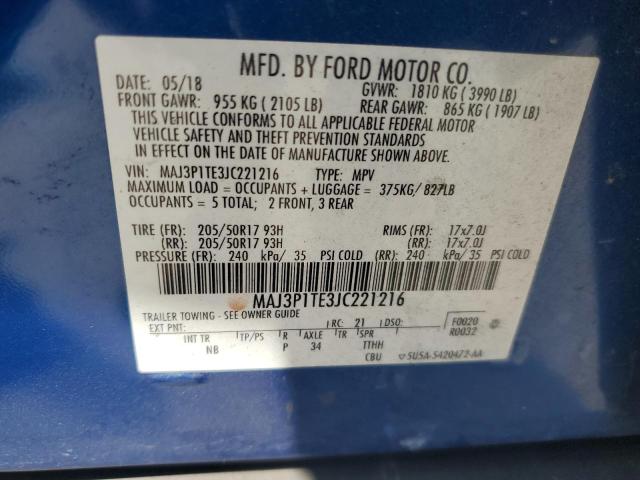 MFD. BY FORD MOTOR CO.
DATE: 05/18 GVWR: 1810 KG ( 3990 LB)
FRONT GAWR: 955 KG ( 2105 LB) REAR GAWR: 865 KG ( 1907 LB)
THIS VEHICLE CONFORMS TO ALL APPLICABLE FEDERAL MOTOR
VEHICLE SAFETY AND THEFT PREVENTION STANDARDS
IN EFFECT ON THE DATE OF MANUFACTURE SHOWN ABOVE.
VIN: MAJ3P1TE3JC221216 TYPE: MPV
MAXIMUM LOAD = OCCUPANTS + LUGGAGE = 375KG/ 827LB
OCCUPANTS = 5 TOTAL; 2 FRONT, 3 REAR
TIRE (FR): 205/50R17 93H RIMS (FR): 17x7.0J
(RR): 205/50R17 93H (RR): 17x7.0J
PRESSURE (FR): 240 kPa/ 35 PSI COLD (RR): 240 kPa/ 35 PSI COLD
MAJ3P1TE3JC221216
TRAILER TOWING - SEE OWNER GUIDE
EXT PNT: RC: 21 DSO: F0020
R0032
INT TR TP/PS R AXLE TR SPR
NB P 34 TTHH
CBU 5U5A-5420472-AA